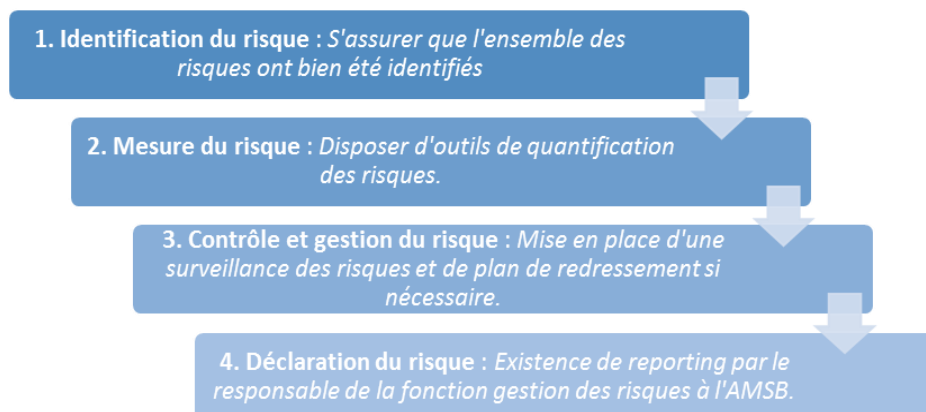 1. Identification du risque : S'assurer que l'ensemble des
risques ont bien été identifiés
2. Mesure du risque : Disposer d'outils de quantification
des risques.
3. Contrôle et gestion du risque : Mise en place d'une
surveillance des risques et de plan de redressement si
nécessaire.
4. Déclaration du risque : Existence de reporting par le
responsable de la fonction gestion des risques à l'AMSB.